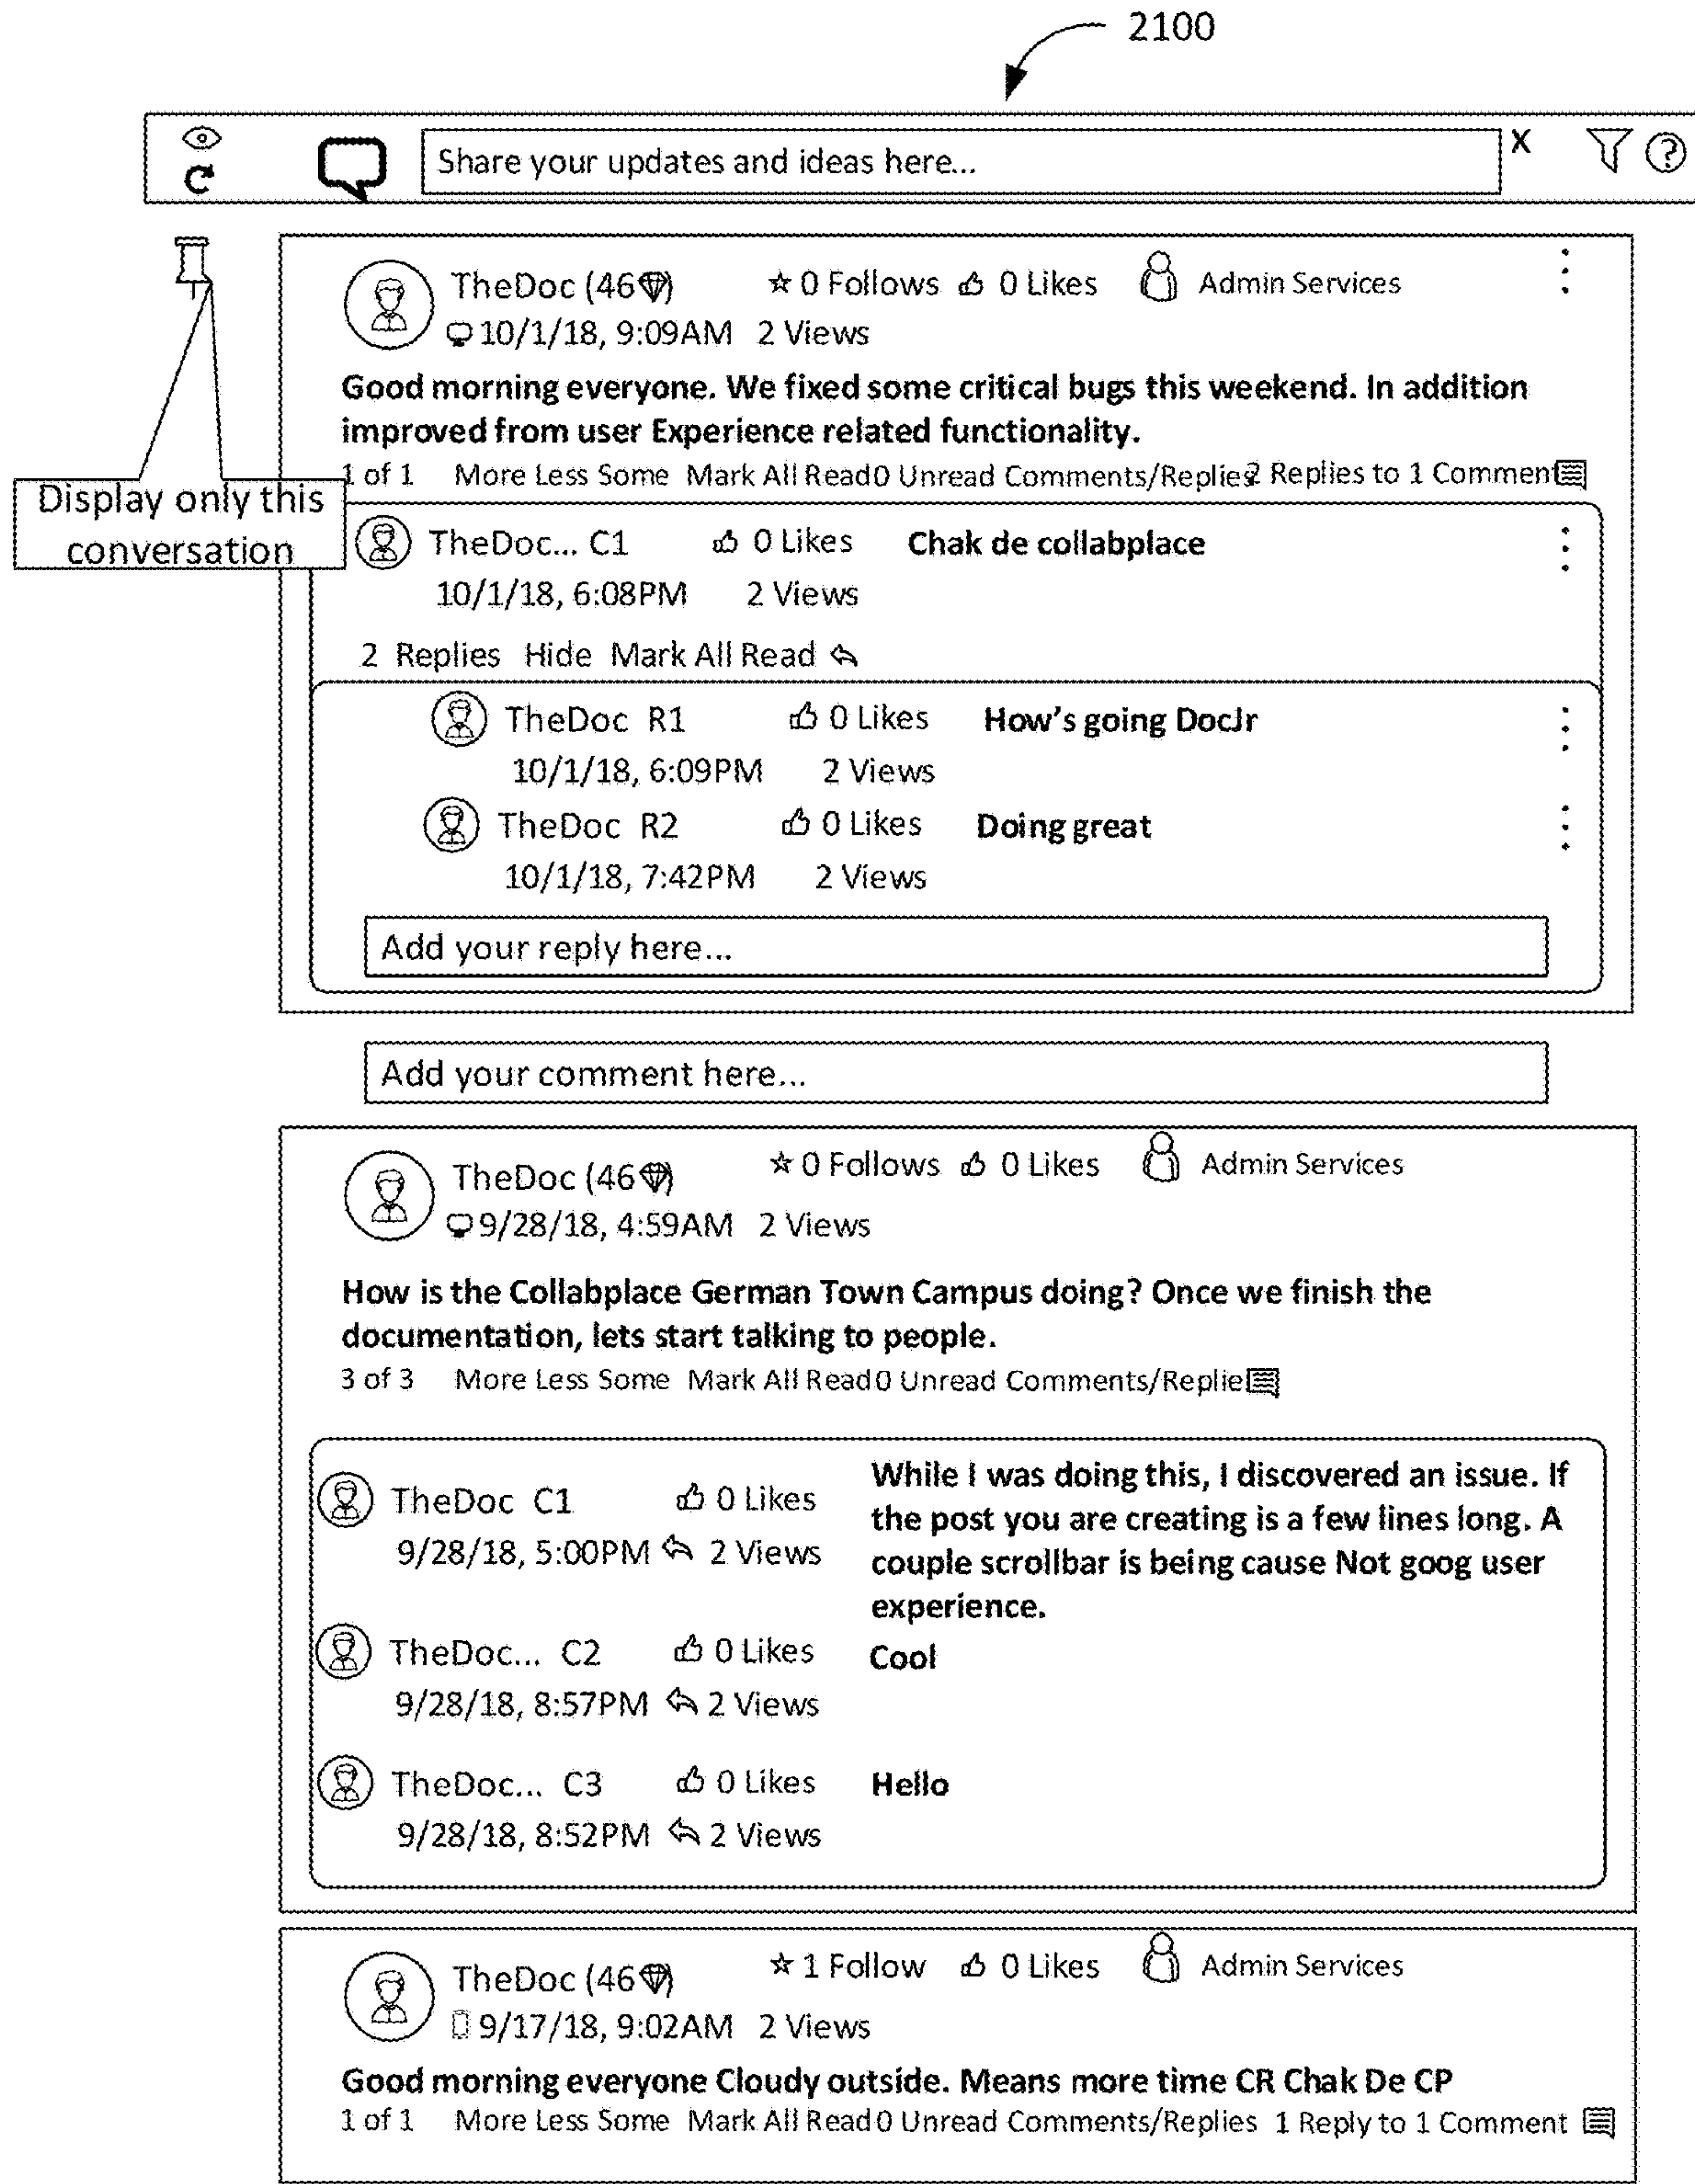 2100
Share your updates and ideas here... X ?
TheDoc (46 0 Follows 0 Likes Admin Services
10/1/18, 9:09AM 2 Views
Good morning everyone. We fixed some critical bugs this weekend. In addition
improved from user Experience related functionality.
1 of 1 More Less Some Mark All Read 0 Unread Comments/Replies 2 Replies to 1 Comment
Display only this
conversation
TheDoc... C1 0 Likes Chak de collabplace
10/1/18, 6:08PM 2 Views
2 Replies Hide Mark All Read
TheDoc R1 0 Likes How's going DocJr
10/1/18, 6:09PM 2 Views
TheDoc R2 0 Likes Doing great
10/1/18, 7:42PM 2 Views
Add your reply here...
Add your comment here...
TheDoc (46 0 Follows 0 Likes Admin Services
9/28/18, 4:59AM 2 Views
How is the Collabplace German Town Campus doing? Once we finish the
documentation, lets start talking to people.
3 of 3 More Less Some Mark All Read 0 Unread Comments/Replie
While I was doing this, I discovered an issue. If
TheDoc C1 0 Likes the post you are creating is a few lines long. A
9/28/18, 5:00PM 2 Views couple scrollbar is being cause Not goog user
experience.
TheDoc... C2 0 Likes Cool
9/28/18, 8:57PM 2 Views
TheDoc... C3 0 Likes Hello
9/28/18, 8:52PM 2 Views
TheDoc (46 1 Follow 0 Likes Admin Services
9/17/18, 9:02AM 2 Views
Good morning everyone Cloudy outside. Means more time CR Chak De CP
1 of 1 More Less Some Mark All Read 0 Unread Comments/Replies 1 Reply to 1 Comment